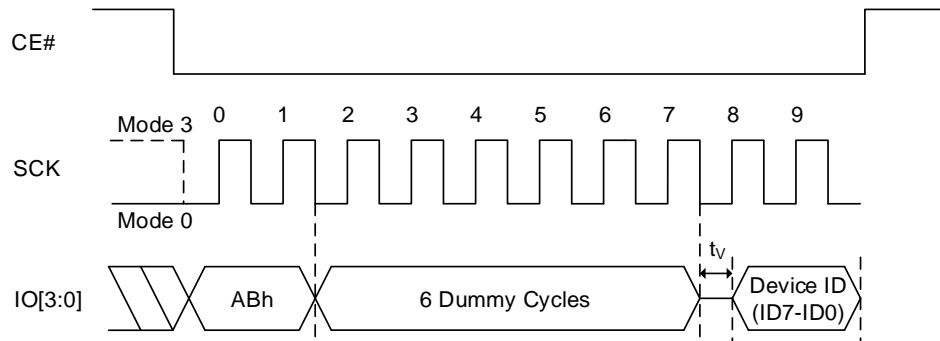 CE#
0 1 2 3 4 5 6 7 8 9
Mode 3
SCK
Mode 0
tV
IO[3:0]
ABh
6 Dummy Cycles
Device ID
(ID7-ID0)